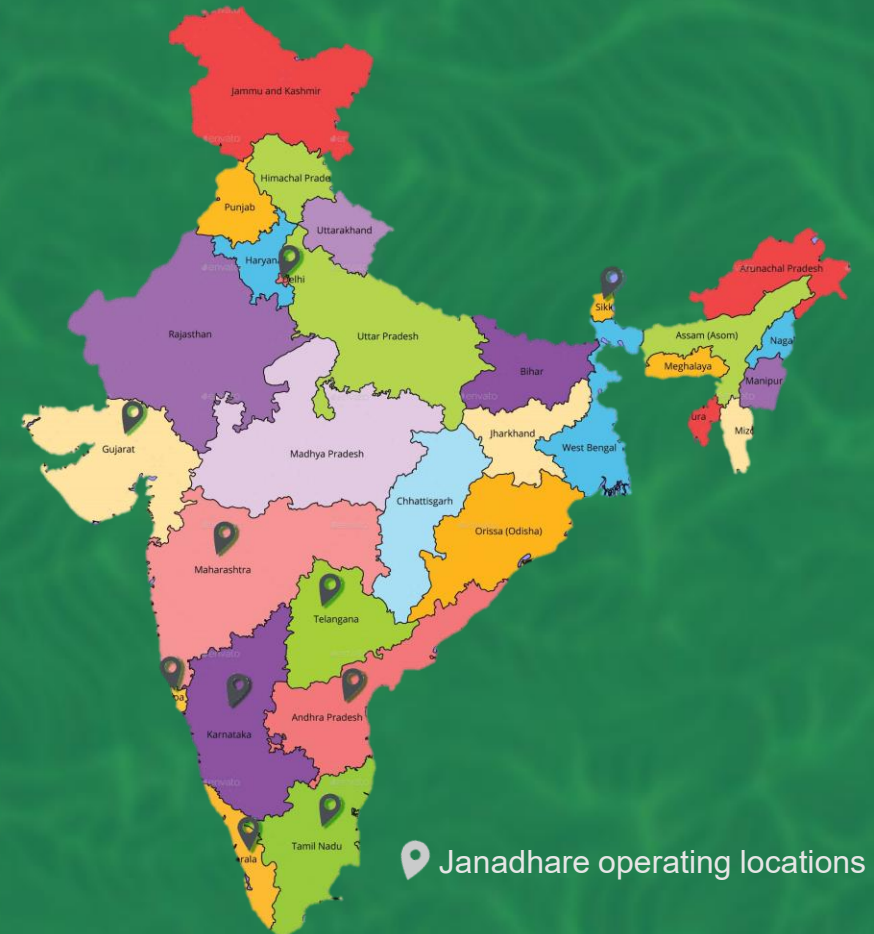 Jammu and Kashmir
Himachal Prade
Punjab
Uttarakhand
Haryana
elhi
Arunachal Pradesh
Sikk
Rajasthan
Uttar Pradesh
Assam (Asom)
Naga
Bihar
Meghalaya
Manipur
ura
Mizo
Gujarat
Jharkhand
Madhya Pradesh
West Bengal
Chhattisgarh
Orissa (Odisha)
Maharashtra
Telangana
oa
Andhra Pradesh
Karnataka
Tamil Nadu
rala
Janadhare operating locations